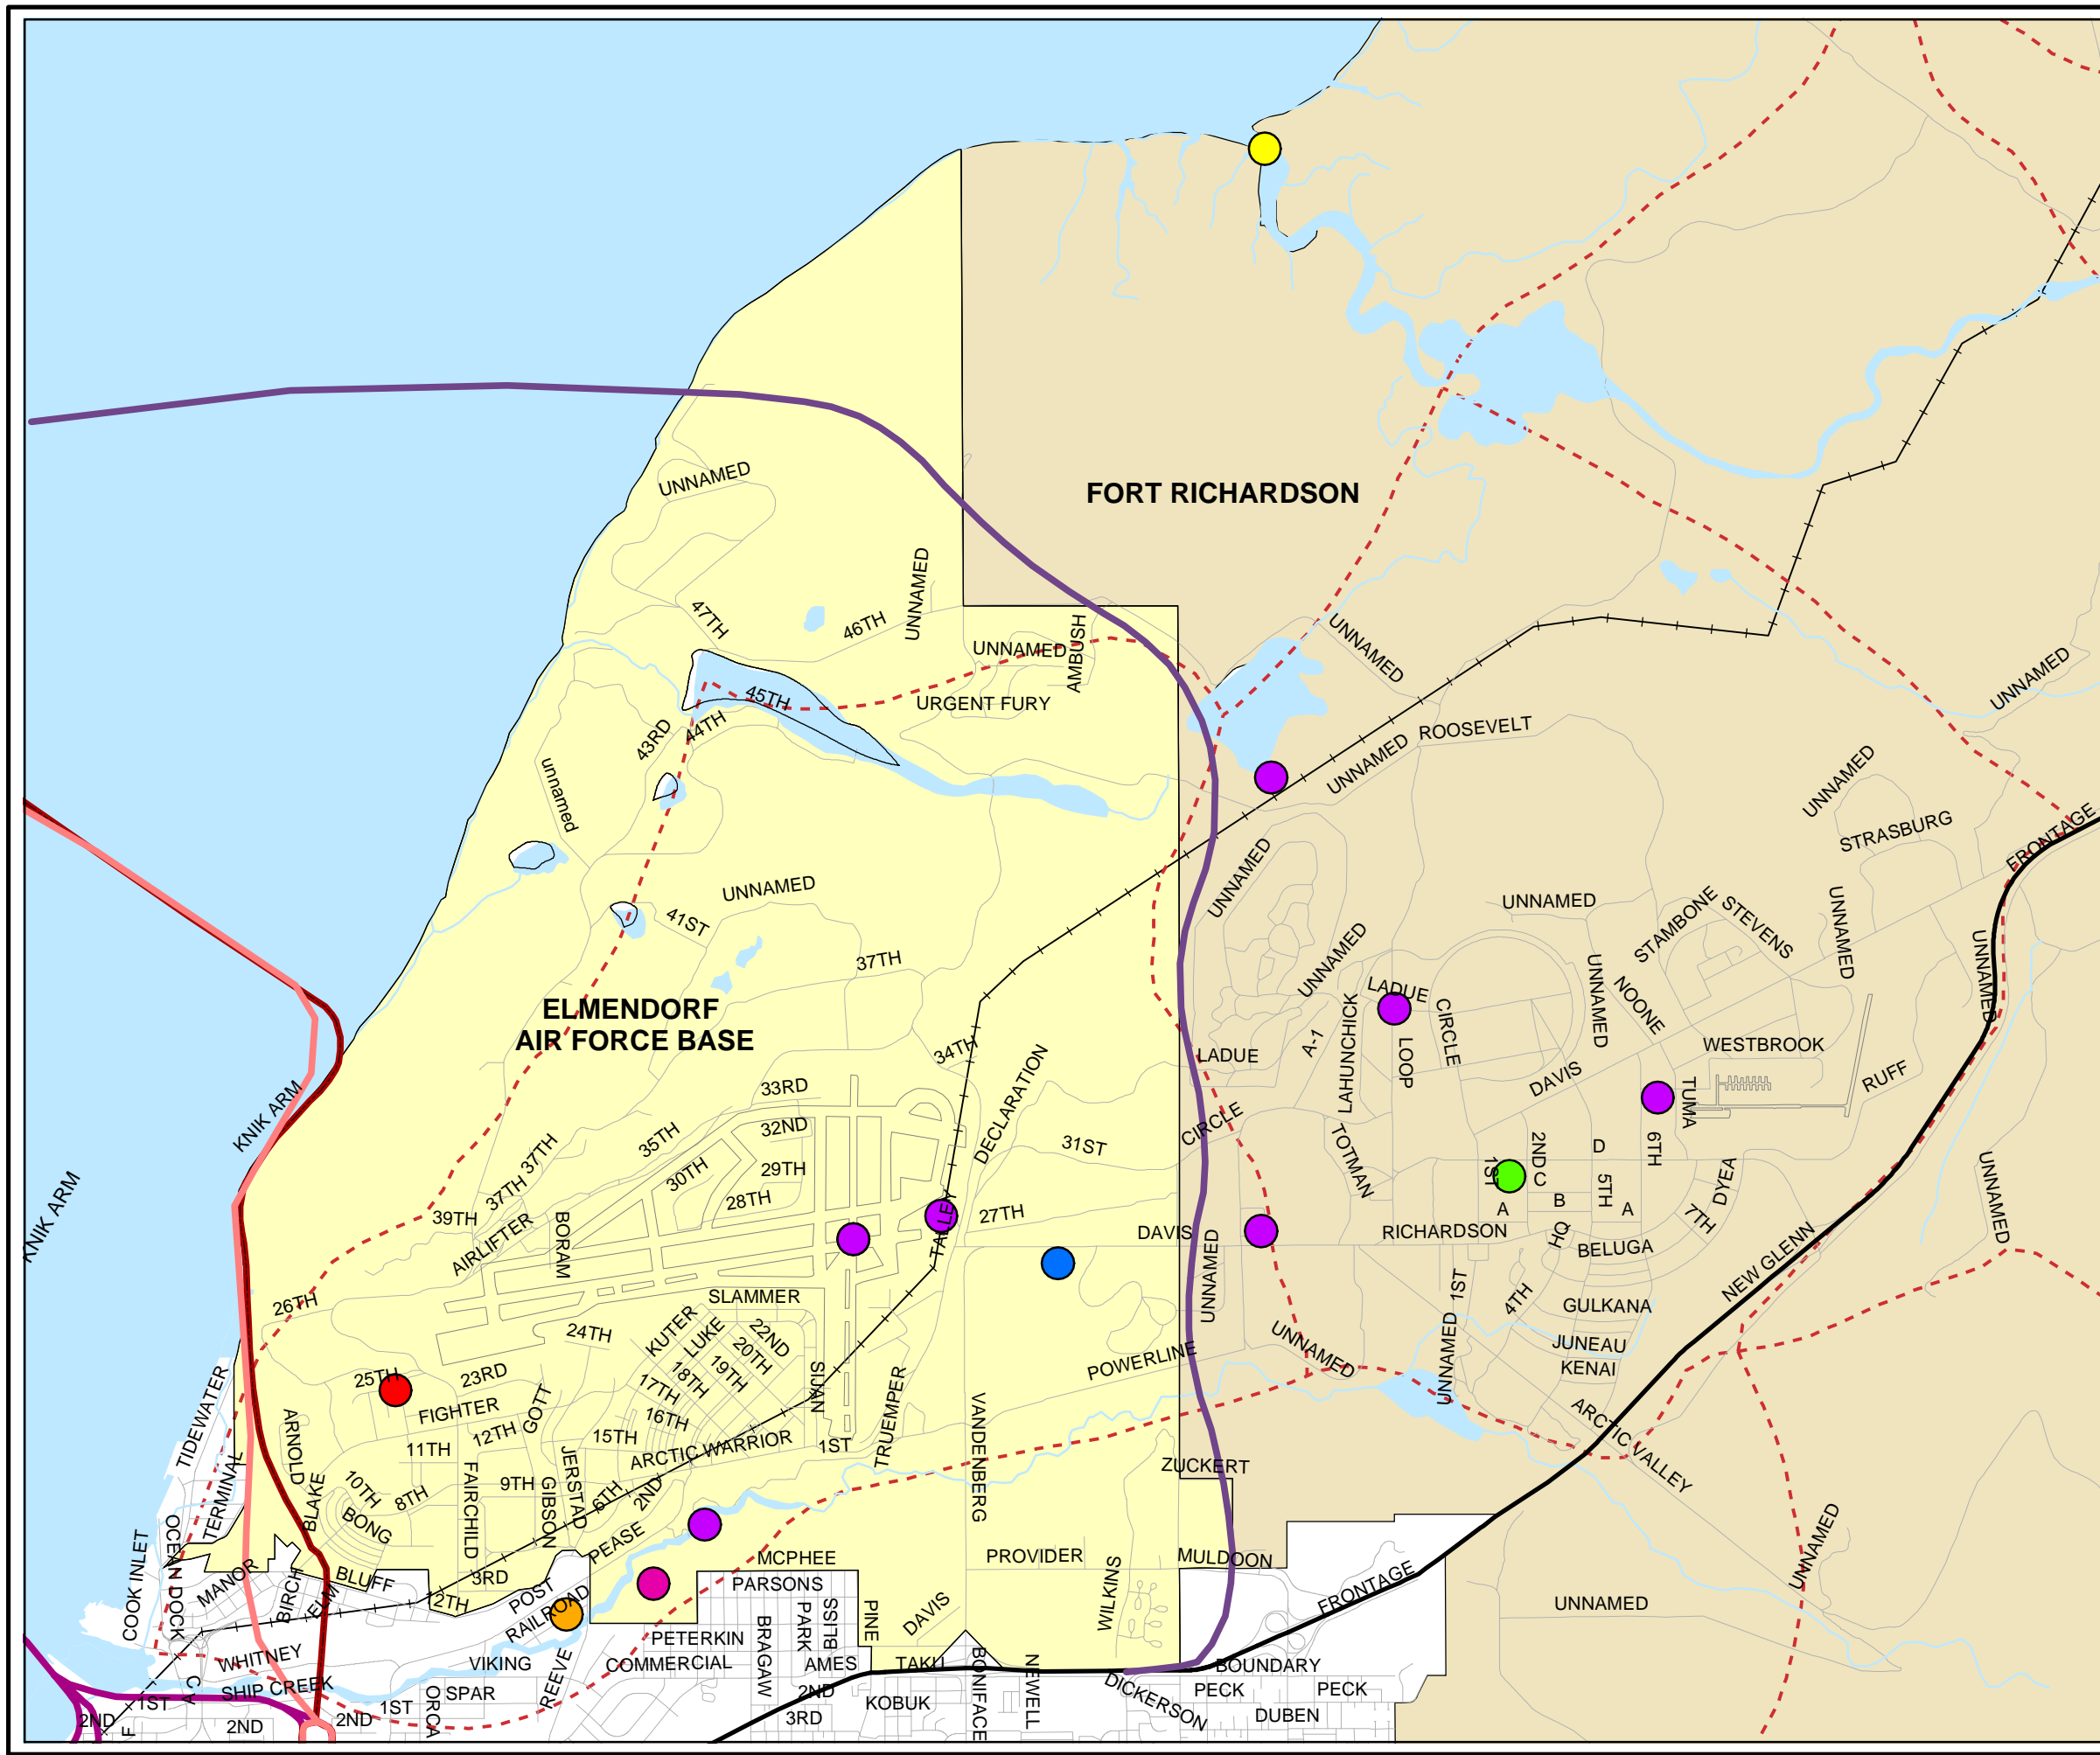 UNNAMED
FORT RICHARDSON
47TH
46TH
UNNAMED
UNNAMED
AMBUSH
URGENT FURY
45TH
44TH
43RD
unnamed
UNNAMED
UNNAMED
ROOSEVELT
UNNAMED
UNNAMED
STRASBURG
FRONTAGE
UNNAMED
41ST
37TH
UNNAMED
UNNAMED
UNNAMED
STAMBONE
STEVENS
UNNAMED
UNNAMED
UNNAMED
NOONE
LADUE
CIRCLE
LAHUNCHICK
LOOP
A-1
LADUE
ELMENDORF
AIR FORCE BASE
34TH
DECLARATION
33RD
32ND
35TH
30TH
29TH
28TH
31ST
CIRCLE
TOTMAN
DAVIS
WESTBROOK
RUFF
TUMA
6TH
D
2ND
C
1ST
5TH
A
B
A
HQ
DYEA
7TH
UNNAMED
KNIK ARM
KNIK ARM
37TH
37TH
39TH
AIRLIFTER
BORAM
TALLEY
27TH
DAVIS
UNNAMED
RICHARDSON
BELUGA
NEW GLENN
26TH
SLAMMER
24TH
KUTER
LUKE
22ND
20TH
19TH
18TH
17TH
16TH
15TH
SIJAN
TRUEMPER
POWERLINE
UNNAMED
UNNAMED
1ST
4TH
GULKANA
JUNEAU
KENAI
ARCTIC VALLEY
25TH
23RD
FIGHTER
GOTT
12TH
11TH
ARCTIC WARRIOR
1ST
VANDENBERG
ZUCKERT
TIDEWATER
TERMINAL
ARNOLD
BLAKE
10TH
8TH
BONG
FAIRCHILD
9TH
GIBSON
JERSTAD
6TH
2ND
PEASE
COOK INLET
OCEAN DOCK
MANOR
BIRCH
ELM
BLUFF
12TH
3RD
POST
RAILROAD
MCPHEE
PARSONS
PROVIDER
WILKINS
MULDOON
FRONTAGE
UNNAMED
UNNAMED
BRAGAW
PARK
BLISS
PINE
DAVIS
PETERKIN
COMMERCIAL
AMES
TAKU
BONIFACE
NEWELL
DICKERSON
BOUNDARY
PECK
PECK
DUBEN
WHITNEY
VIKING
REEVE
SHIP CREEK
C
A
1ST
2ND
F
2ND
2ND
1ST
ORCA
SPAR
2ND
3RD
KOBUK